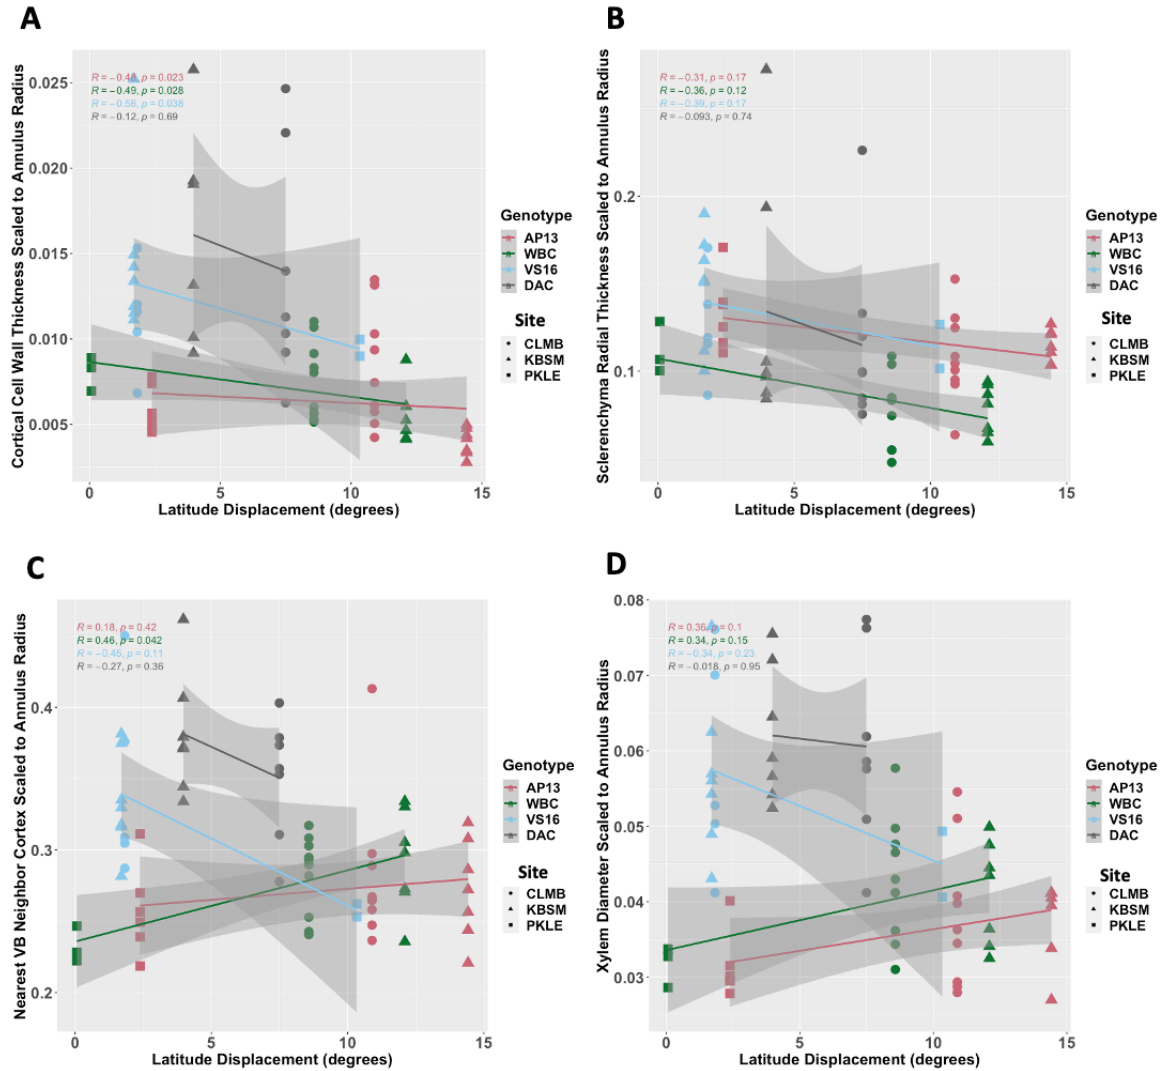 A
Cortical Cell Wall Thickness Scaled to Annulus Radius
R = −0.48, p = 0.023
R = −0.49, p = 0.028
R = −0.56, p = 0.038
R = −0.12, p = 0.69
0.025
0.020
0.015
0.010
0.005
0 5 10 15
Latitude Displacement (degrees)
Genotype
AP13
WBC
VS16
DAC
Site
CLMB
KBSM
PKLE
B
Sclerenchyma Radial Thickness Scaled to Annulus Radius
R = −0.31, p = 0.17
R = −0.36, p = 0.12
R = −0.39, p = 0.17
R = −0.093, p = 0.74
0.2
0.1
0 5 10 15
Latitude Displacement (degrees)
Genotype
AP13
WBC
VS16
DAC
Site
CLMB
KBSM
PKLE
C
Nearest VB Neighbor Cortex Scaled to Annulus Radius
R = 0.18, p = 0.42
R = 0.46, p = 0.042
R = −0.45, p = 0.11
R = −0.27, p = 0.36
0.4
0.3
0.2
0 5 10 15
Latitude Displacement (degrees)
Genotype
AP13
WBC
VS16
DAC
Site
CLMB
KBSM
PKLE
D
Xylem Diameter Scaled to Annulus Radius
R = 0.36, p = 0.1
R = 0.34, p = 0.15
R = −0.34, p = 0.23
R = −0.018, p = 0.95
0.08
0.07
0.06
0.05
0.04
0.03
0 5 10 15
Latitude Displacement (degrees)
Genotype
AP13
WBC
VS16
DAC
Site
CLMB
KBSM
PKLE